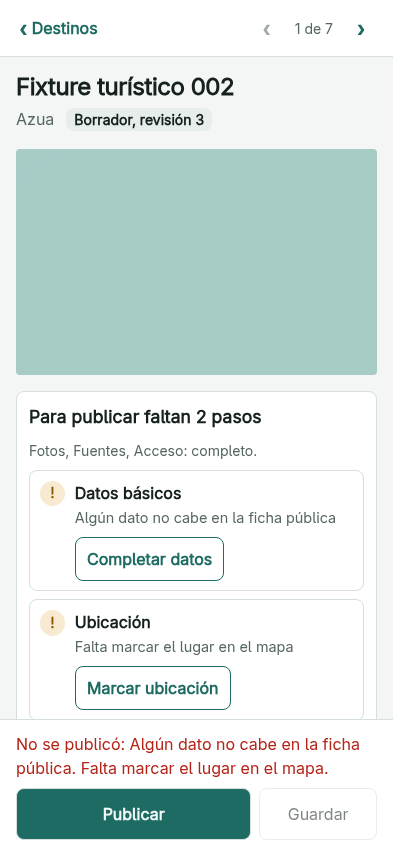 ‹ Destinos
‹ 1 de 7 ›
Fixture turístico 002
Azua Borrador, revisión 3
Para publicar faltan 2 pasos
Fotos, Fuentes, Acceso: completo.
! Datos básicos
Algún dato no cabe en la ficha pública
Completar datos
! Ubicación
Falta marcar el lugar en el mapa
Marcar ubicación
No se publicó: Algún dato no cabe en la ficha
pública. Falta marcar el lugar en el mapa.
Publicar Guardar